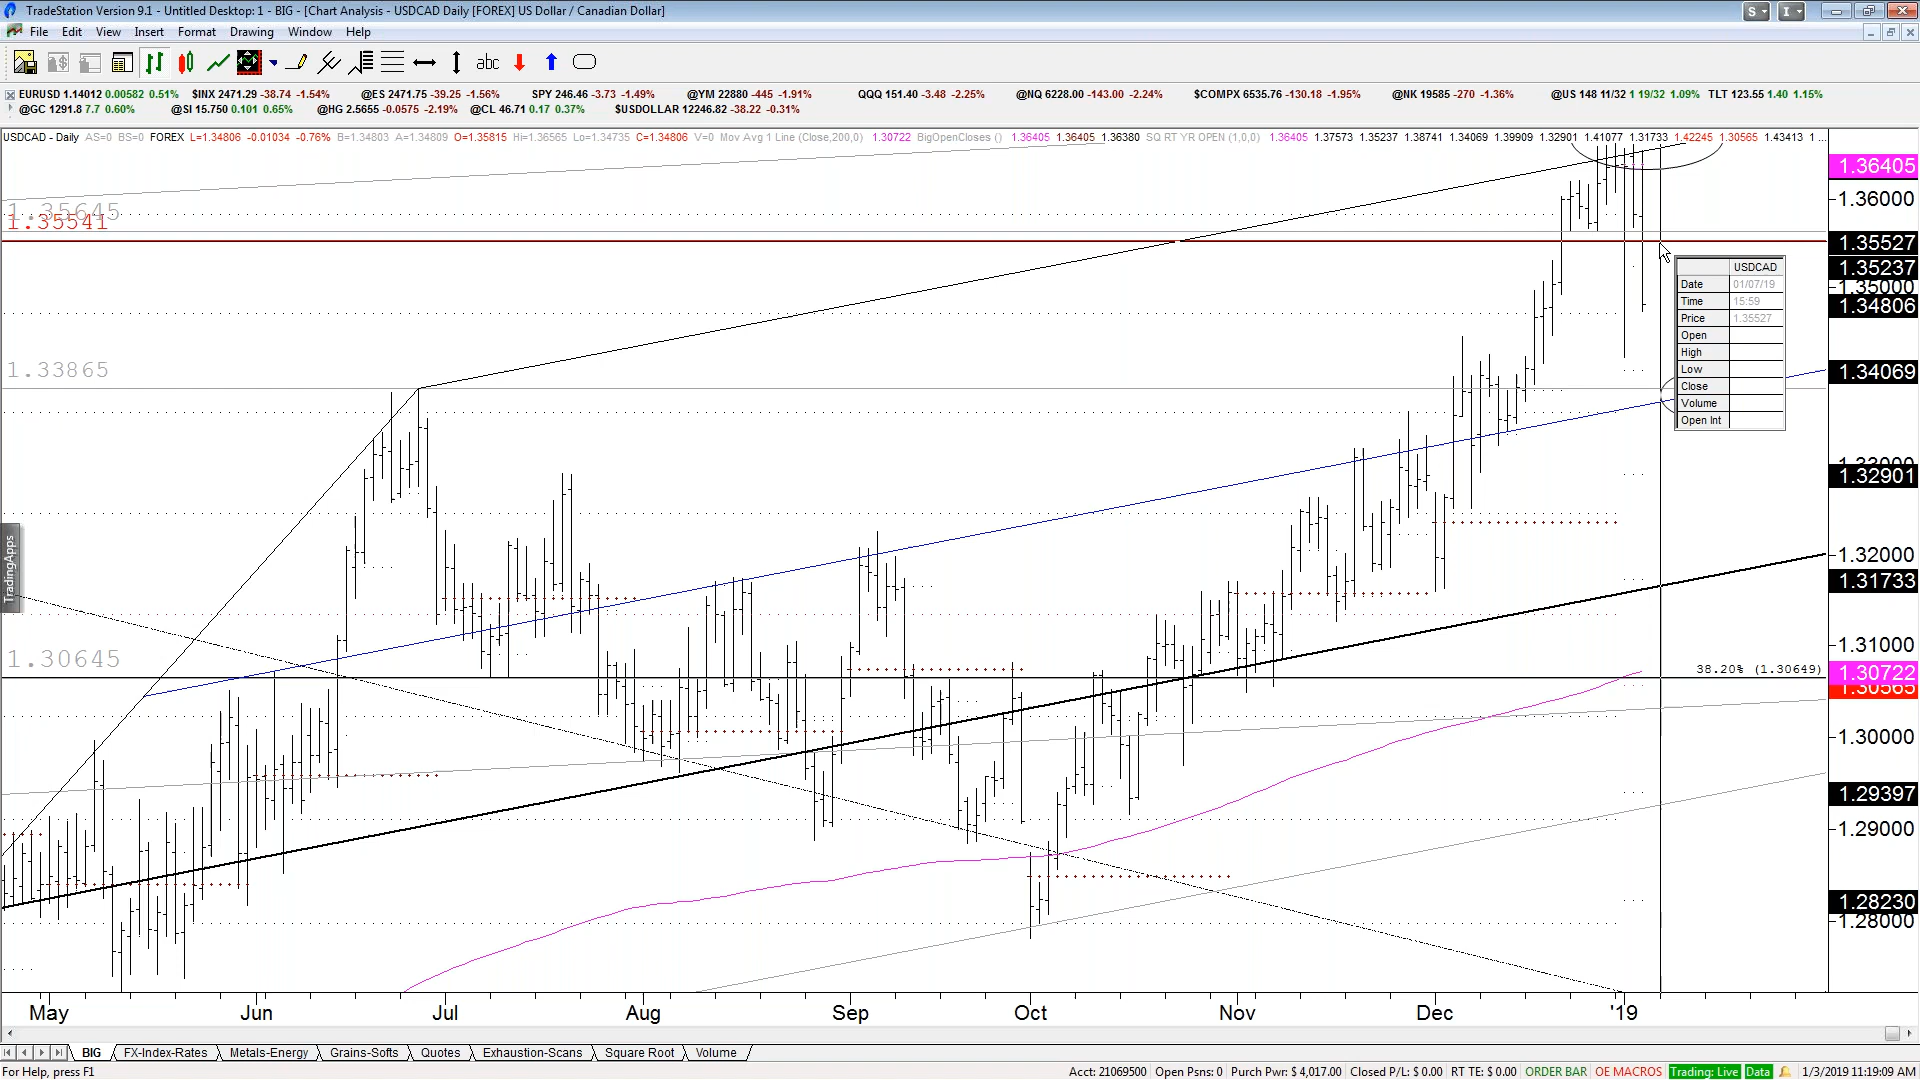 TradeStation Version 9.1 - Untitled Desktop: 1 - BIG - [Chart Analysis - USDCAD Daily [FOREX] US Dollar / Canadian Dollar]
S I
File Edit View Insert Format Drawing Window Help
abc
EURUSD 1.14012 0.00582 0.51% $INX 2471.29 -38.74 -1.54% @ES 2471.75 -39.25 -1.56% SPY 246.46 -3.73 -1.49% @YM 22880 -445 -1.91% QQQ 151.40 -3.48 -2.25% @NQ 6228.00 -143.00 -2.24% $COMPX 6535.76 -130.18 -1.95% @NK 19585 -270 -1.36% @US 148 11/32 1 19/32 1.09% TLT 123.55 1.40 1.15%
@GC 1291.8 7.7 0.60% @SI 15.750 0.101 0.65% @HG 2.5655 -0.0575 -2.19% @CL 46.71 0.17 0.37% $USDOLLAR 12246.82 -38.22 -0.31%
USDCAD - Daily AS=0 BS=0 FOREX L=1.34806 -0.01034 -0.76% B=1.34803 A=1.34809 O=1.35815 Hi=1.36565 Lo=1.34735 C=1.34806 V=0 Mov Avg 1 Line (Close,200,0) 1.30722 BigOpenCloses () 1.36405 1.36405 1.36380 SQ RT YR OPEN (1,0,0) 1.36405 1.37573 1.35237 1.38741 1.34069 1.39909 1.32901 1.41077 1.31733 1.42245 1.30565 1.43413 1 ...
1.36405
1.36000
1.35645
1.35541
1.35527
1.35237
1.35000
1.34806
USDCAD
Date 01/07/19
Time 15:59
Price 1.35527
Open
High
Low
Close
Volume
Open Int
1.33865
1.34069
1.32901
1.32000
1.31733
1.31000
1.30645
38.20% (1.30649)
1.30722
1.30565
1.30000
1.29397
1.29000
1.28230
1.28000
TradingApps
May Jun Jul Aug Sep Oct Nov Dec '19
BIG FX-Index-Rates Metals-Energy Grains-Softs Quotes Exhaustion-Scans Square Root Volume
For Help, press F1
Acct: 21069500 Open Psns: 0 Purch Pwr: $ 4,017.00 Closed P/L: $ 0.00 RT TE: $ 0.00 ORDER BAR OE MACROS Trading: Live Data 1/3/2019 11:19:09 AM